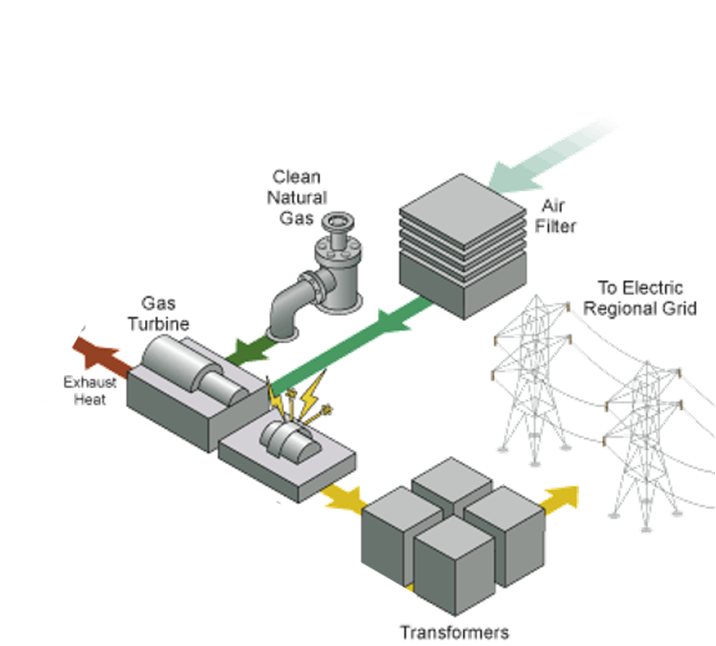 Clean
Natural
Gas
Air
Filter
To Electric
Regional Grid
Gas
Turbine
Exhaust
Heat
Transformers